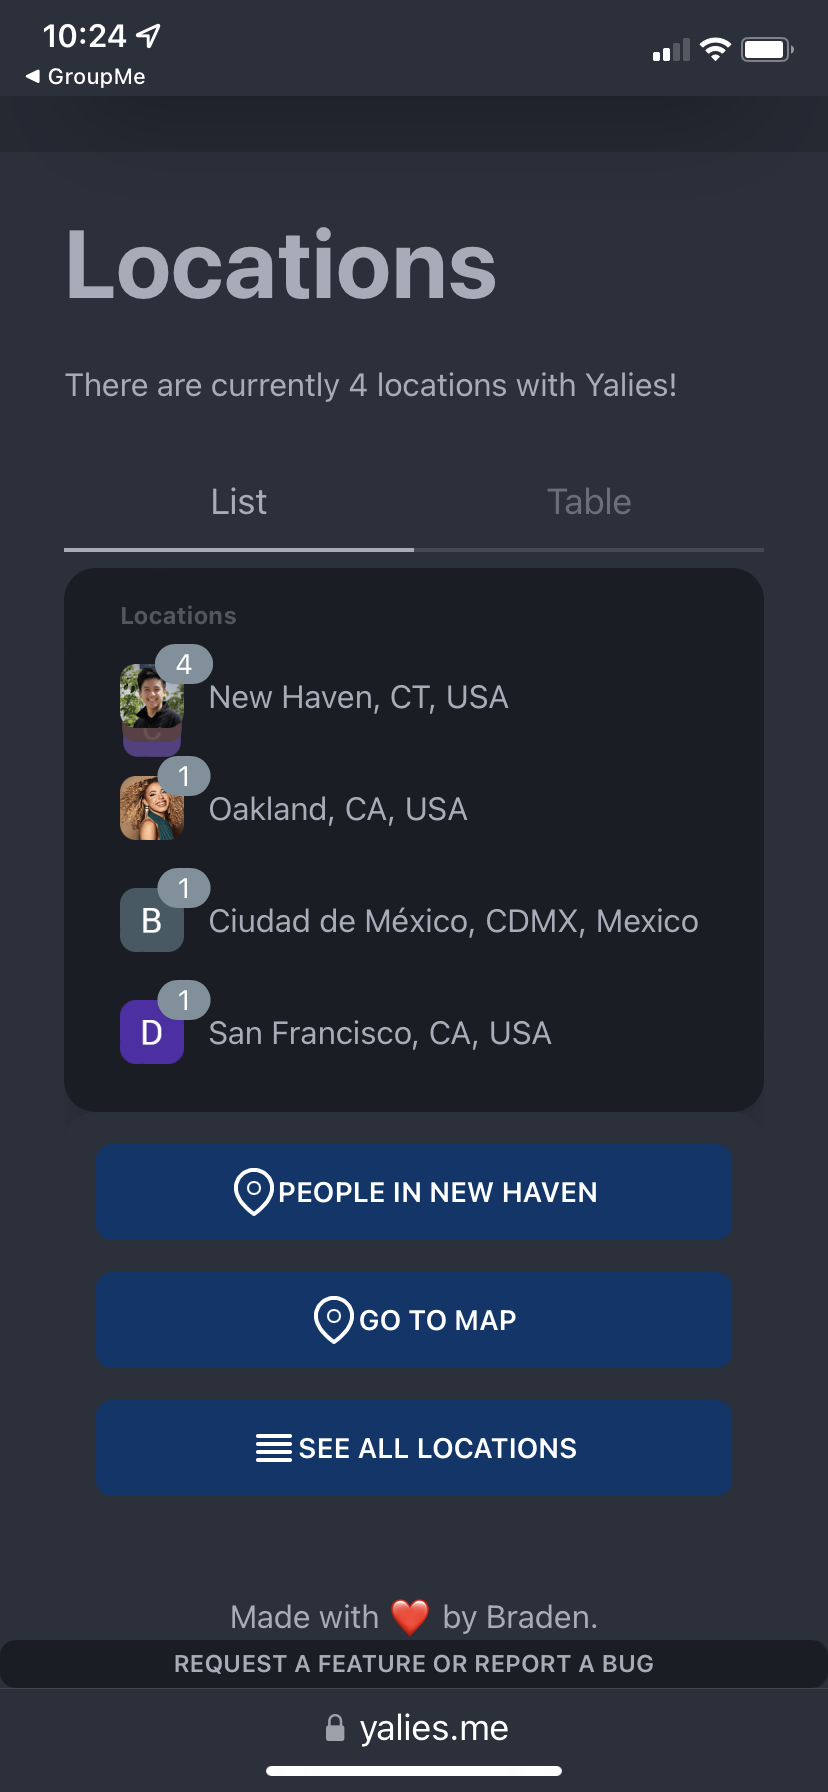 10:24
GroupMe
Locations
There are currently 4 locations with Yalies!
List
Table
Locations
4
New Haven, CT, USA
C
1
Oakland, CA, USA
1
B
Ciudad de México, CDMX, Mexico
1
D
San Francisco, CA, USA
PEOPLE IN NEW HAVEN
GO TO MAP
SEE ALL LOCATIONS
Made with ❤️ by Braden.
REQUEST A FEATURE OR REPORT A BUG
yalies.me